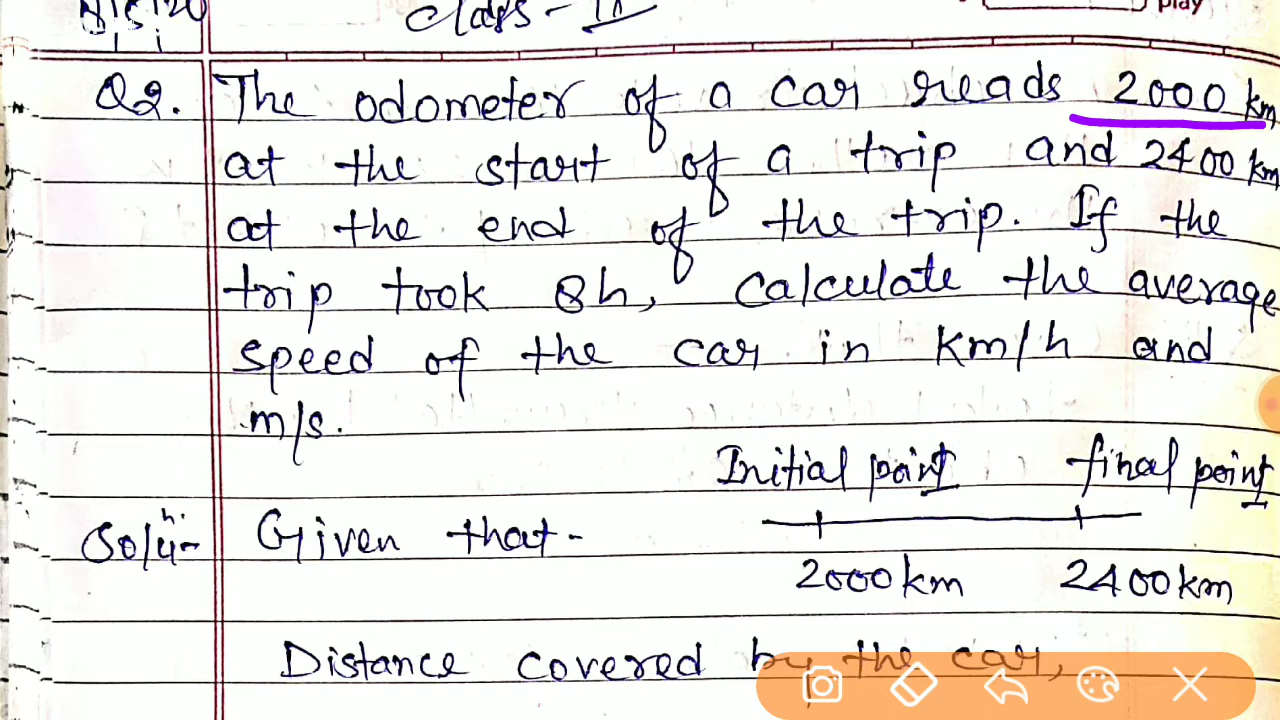 Class - IX
play
Q2. The odometer of a car reads 2000 km
at the start of a trip and 2400 km
at the end of the trip. If the
trip took 8h, calculate the average
speed of the car in km/h and
m/s.
Initial point final point
Soluh:- Given that -
2000 km 2400 km
Distance covered by the car,